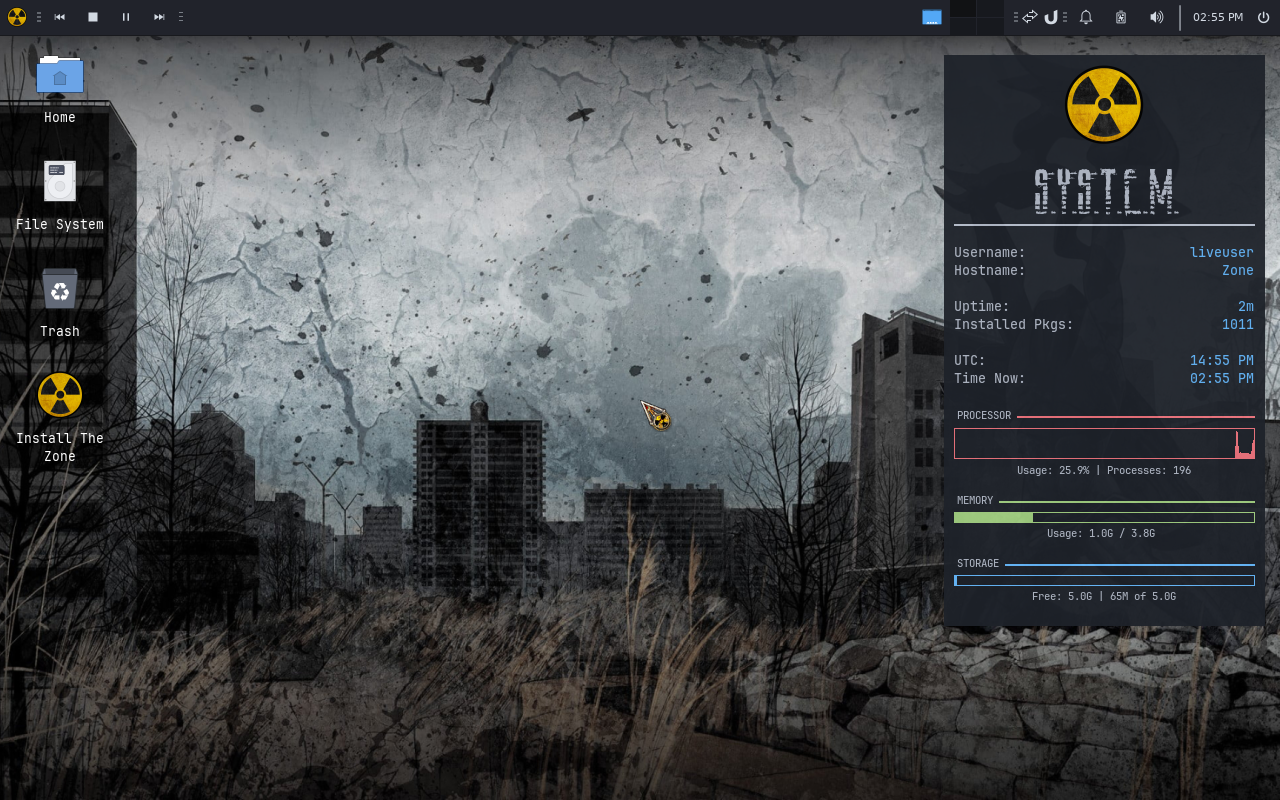 02:55 PM
Home
File System
Trash
Install The
Zone
SYSTEM
Username: liveuser
Hostname: Zone
Uptime: 2m
Installed Pkgs: 1011
UTC: 14:55 PM
Time Now: 02:55 PM
PROCESSOR
Usage: 25.9% | Processes: 196
MEMORY
Usage: 1.0G / 3.8G
STORAGE
Free: 5.0G | 65M of 5.0G